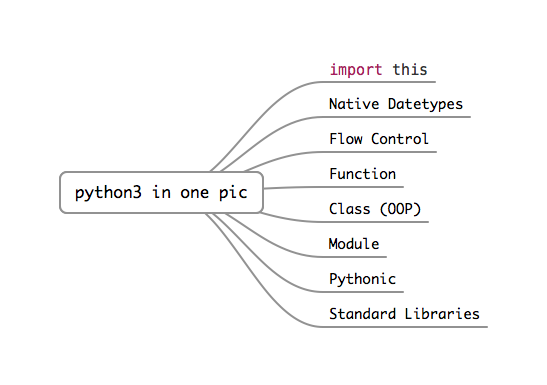 import this
Native Datetypes
Flow Control
Function
python3 in one pic
Class (OOP)
Module
Pythonic
Standard Libraries